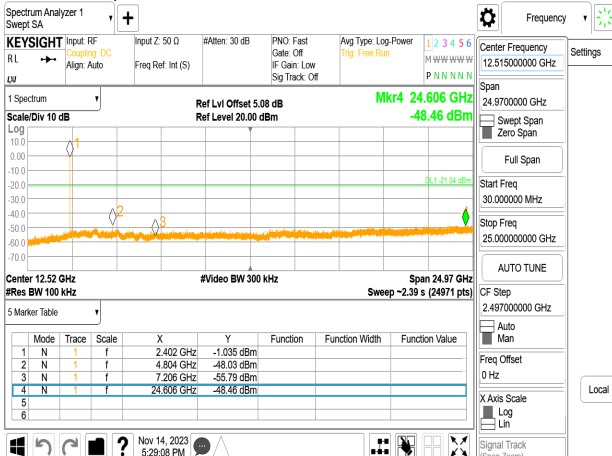 Spectrum Analyzer 1
Swept SA
Frequency
Settings
KEYSIGHT
RL
Input: RF
Coupling: DC
Align: Auto
Input Z: 50 Ω
Freq Ref: Int (S)
#Atten: 30 dB
PNO: Fast
Gate: Off
IF Gain: Low
Sig Track: Off
Avg Type: Log-Power
Trig: Free Run
1 2 3 4 5 6
M W W W W W
P N N N N N
LXI
1 Spectrum
Scale/Div 10 dB
Ref Lvl Offset 5.08 dB
Ref Level 20.00 dBm
Mkr4 24.606 GHz
-48.46 dBm
Log
10.0
0.00
-10.0
-20.0
-30.0
-40.0
-50.0
-60.0
-70.0
1
2
3
DL1 -21.04 dBm
Center 12.52 GHz
#Res BW 100 kHz
#Video BW 300 kHz
Span 24.97 GHz
Sweep ~2.39 s (24971 pts)
5 Marker Table
Mode Trace Scale X Y Function Function Width Function Value
1 N 1 f 2.402 GHz -1.035 dBm
2 N 1 f 4.804 GHz -48.03 dBm
3 N 1 f 7.206 GHz -55.79 dBm
4 N 1 f 24.606 GHz -48.46 dBm
5
6
Nov 14, 2023
5:29:08 PM
Center Frequency
12.515000000 GHz
Span
24.9700000 GHz
Swept Span
Zero Span
Full Span
Start Freq
30.000000 MHz
Stop Freq
25.000000000 GHz
AUTO TUNE
CF Step
2.497000000 GHz
Auto
Man
Freq Offset
0 Hz
X Axis Scale
Log
Lin
Signal Track
(Span Zoom)
Local